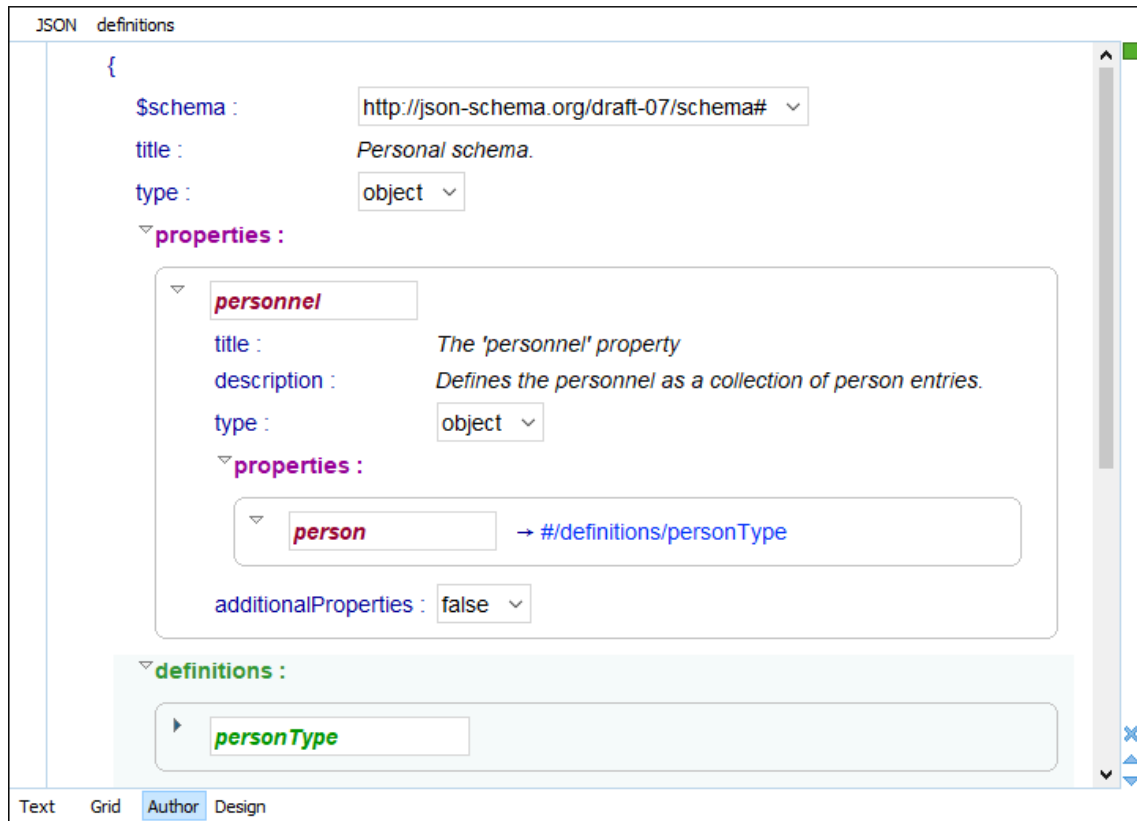 JSON definitions
{
$schema : http://json-schema.org/draft-07/schema#
title : Personal schema.
type : object
properties :
personnel
title : The 'personnel' property
description : Defines the personnel as a collection of person entries.
type : object
properties :
person → #/definitions/personType
additionalProperties : false
definitions :
personType
Text Grid Author Design